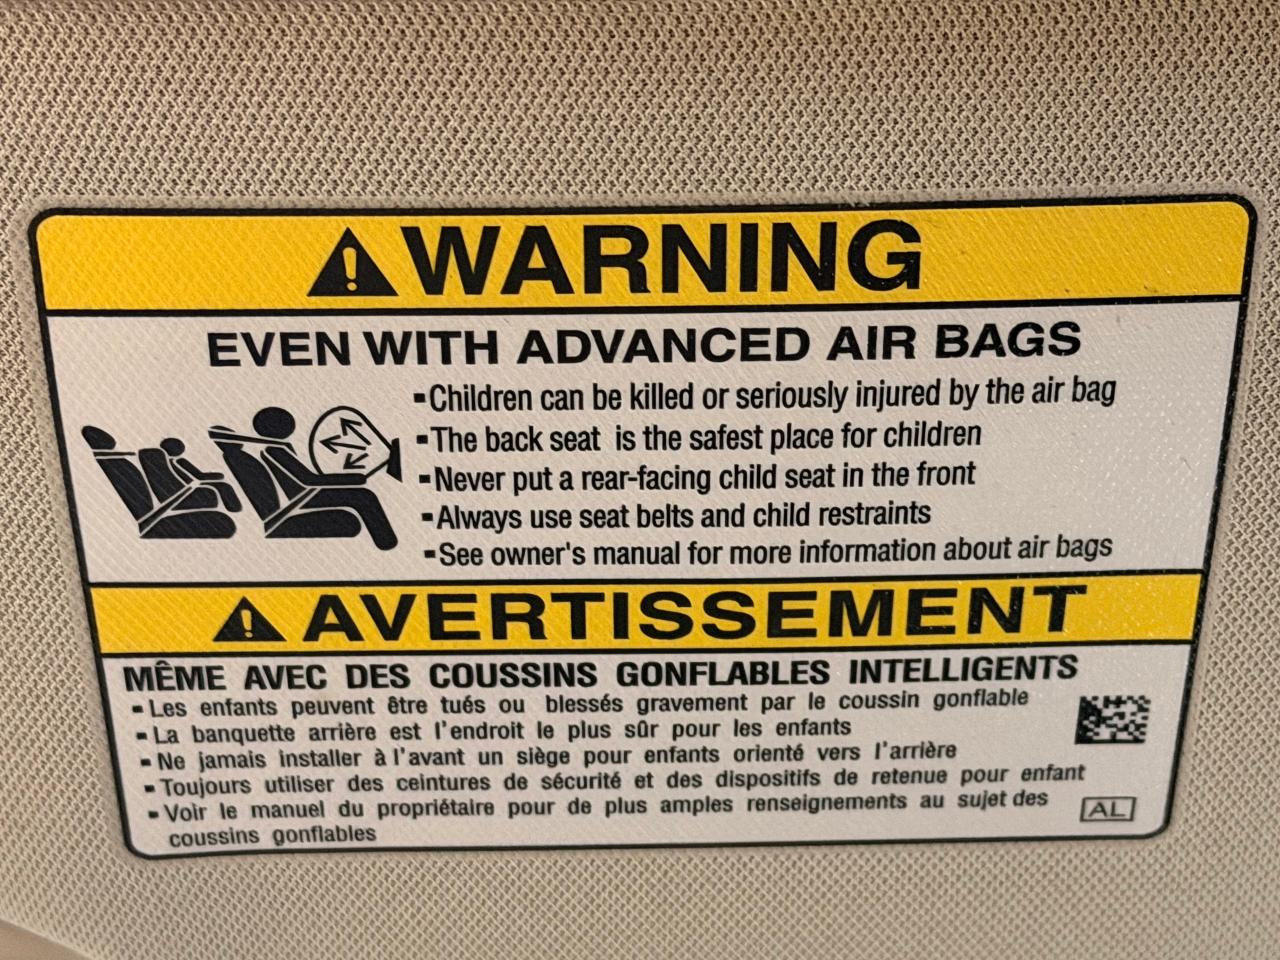 WARNING
EVEN WITH ADVANCED AIR BAGS
▪Children can be killed or seriously injured by the air bag
▪The back seat is the safest place for children
▪Never put a rear-facing child seat in the front
▪Always use seat belts and child restraints
▪See owner's manual for more information about air bags
AVERTISSEMENT
MÊME AVEC DES COUSSINS GONFLABLES INTELLIGENTS
▪Les enfants peuvent être tués ou blessés gravement par le coussin gonflable
▪La banquette arrière est l'endroit le plus sûr pour les enfants
▪Ne jamais installer à l'avant un siège pour enfants orienté vers l'arrière
▪Toujours utiliser des ceintures de sécurité et des dispositifs de retenue pour enfant
▪Voir le manuel du propriétaire pour de plus amples renseignements au sujet des
coussins gonflables
AL